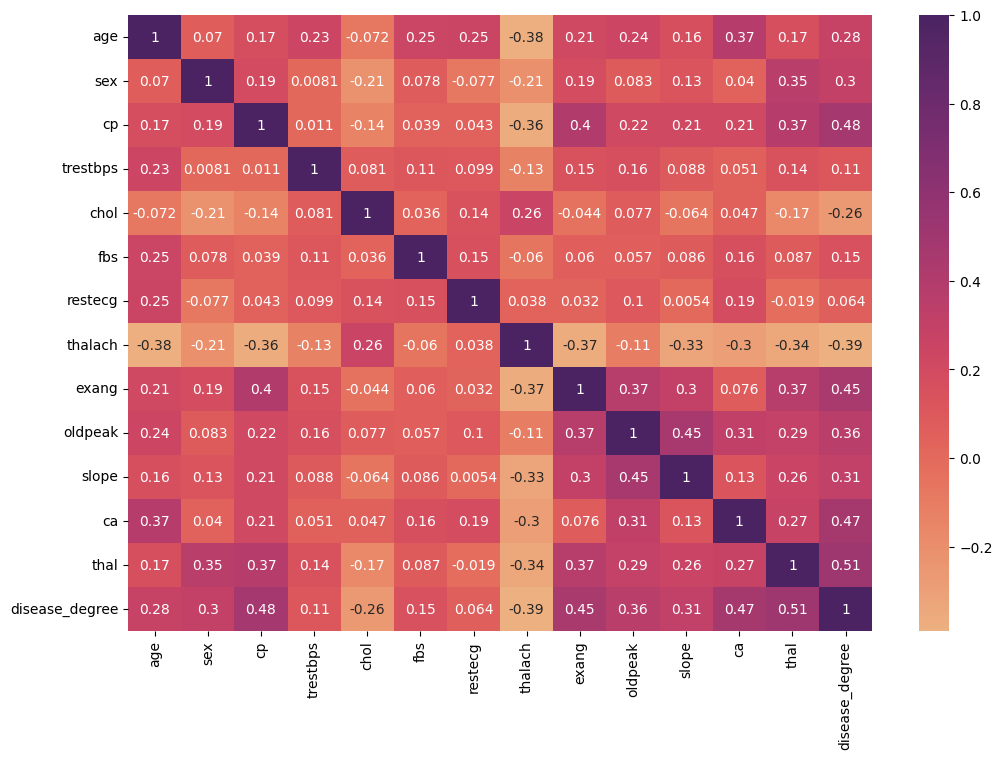 age 1 0.07 0.17 0.23 -0.072 0.25 0.25 -0.38 0.21 0.24 0.16 0.37 0.17 0.28
sex 0.07 1 0.19 0.0081 -0.21 0.078 -0.077 -0.21 0.19 0.083 0.13 0.04 0.35 0.3
cp 0.17 0.19 1 0.011 -0.14 0.039 0.043 -0.36 0.4 0.22 0.21 0.21 0.37 0.48
trestbps 0.23 0.0081 0.011 1 0.081 0.11 0.099 -0.13 0.15 0.16 0.088 0.051 0.14 0.11
chol -0.072 -0.21 -0.14 0.081 1 0.036 0.14 0.26 -0.044 0.077 -0.064 0.047 -0.17 -0.26
fbs 0.25 0.078 0.039 0.11 0.036 1 0.15 -0.06 0.06 0.057 0.086 0.16 0.087 0.15
restecg 0.25 -0.077 0.043 0.099 0.14 0.15 1 0.038 0.032 0.1 0.0054 0.19 -0.019 0.064
thalach -0.38 -0.21 -0.36 -0.13 0.26 -0.06 0.038 1 -0.37 -0.11 -0.33 -0.3 -0.34 -0.39
exang 0.21 0.19 0.4 0.15 -0.044 0.06 0.032 -0.37 1 0.37 0.3 0.076 0.37 0.45
oldpeak 0.24 0.083 0.22 0.16 0.077 0.057 0.1 -0.11 0.37 1 0.45 0.31 0.29 0.36
slope 0.16 0.13 0.21 0.088 -0.064 0.086 0.0054 -0.33 0.3 0.45 1 0.13 0.26 0.31
ca 0.37 0.04 0.21 0.051 0.047 0.16 0.19 -0.3 0.076 0.31 0.13 1 0.27 0.47
thal 0.17 0.35 0.37 0.14 -0.17 0.087 -0.019 -0.34 0.37 0.29 0.26 0.27 1 0.51
disease_degree 0.28 0.3 0.48 0.11 -0.26 0.15 0.064 -0.39 0.45 0.36 0.31 0.47 0.51 1
age sex cp trestbps chol fbs restecg thalach exang oldpeak slope ca thal disease_degree
1.0
0.8
0.6
0.4
0.2
0.0
−0.2